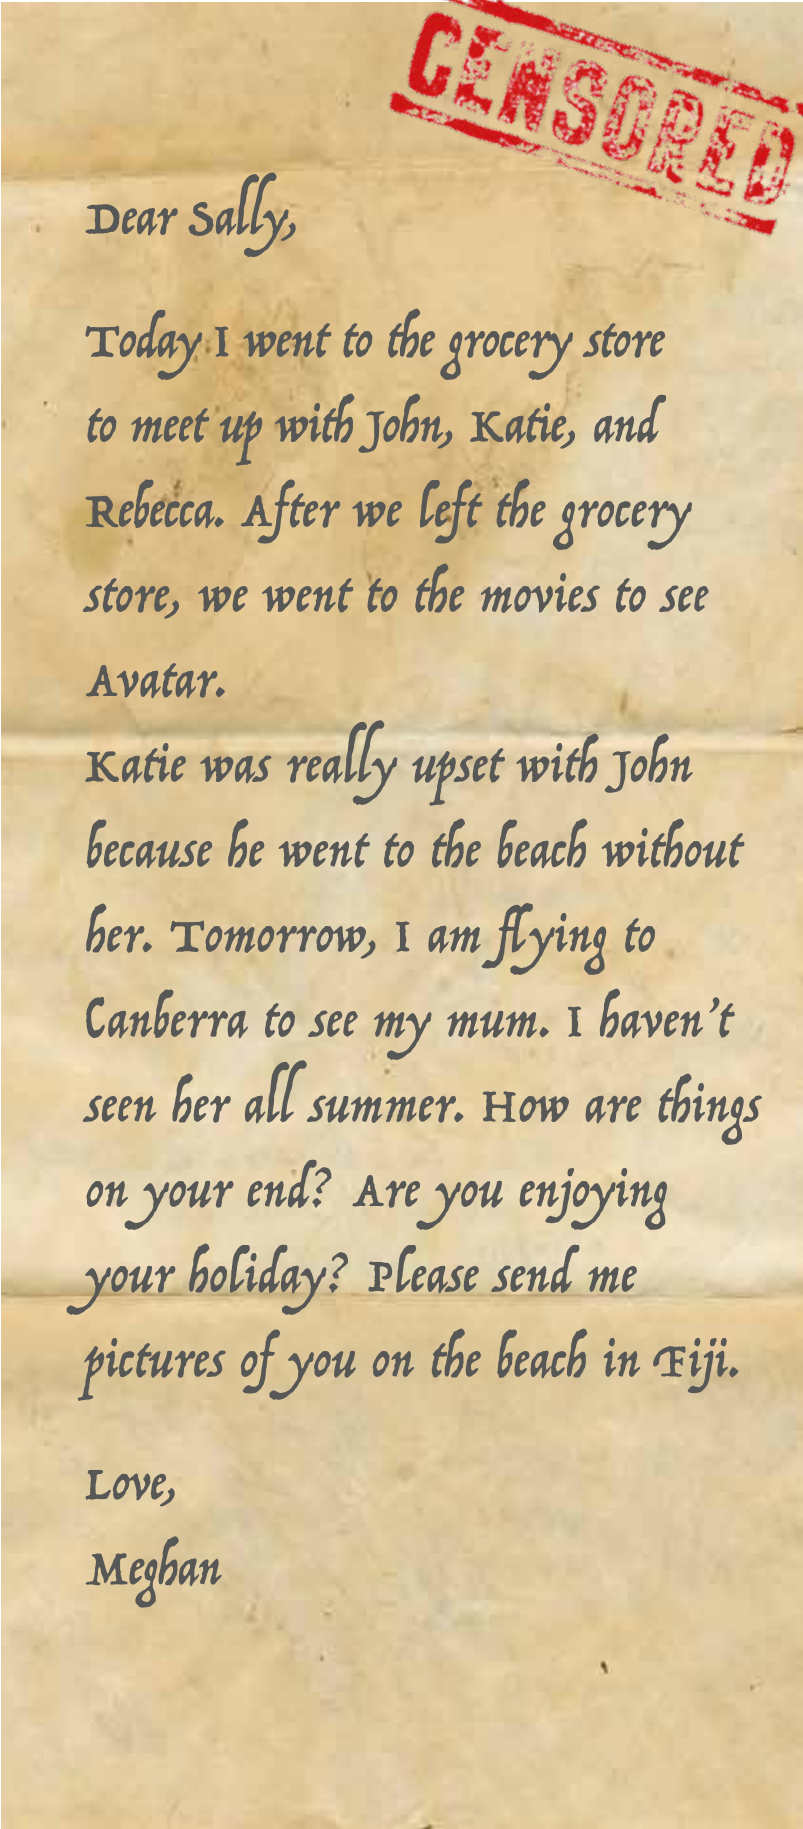 CENSORED
Dear Sally,
Today I went to the grocery store
to meet up with John, Katie, and
Rebecca. After we left the grocery
store, we went to the movies to see
Avatar.
Katie was really upset with John
because he went to the beach without
her. Tomorrow, I am flying to
Canberra to see my mum. I haven't
seen her all summer. How are things
on your end? Are you enjoying
your holiday? Please send me
pictures of you on the beach in Fiji.
Love,
Meghan